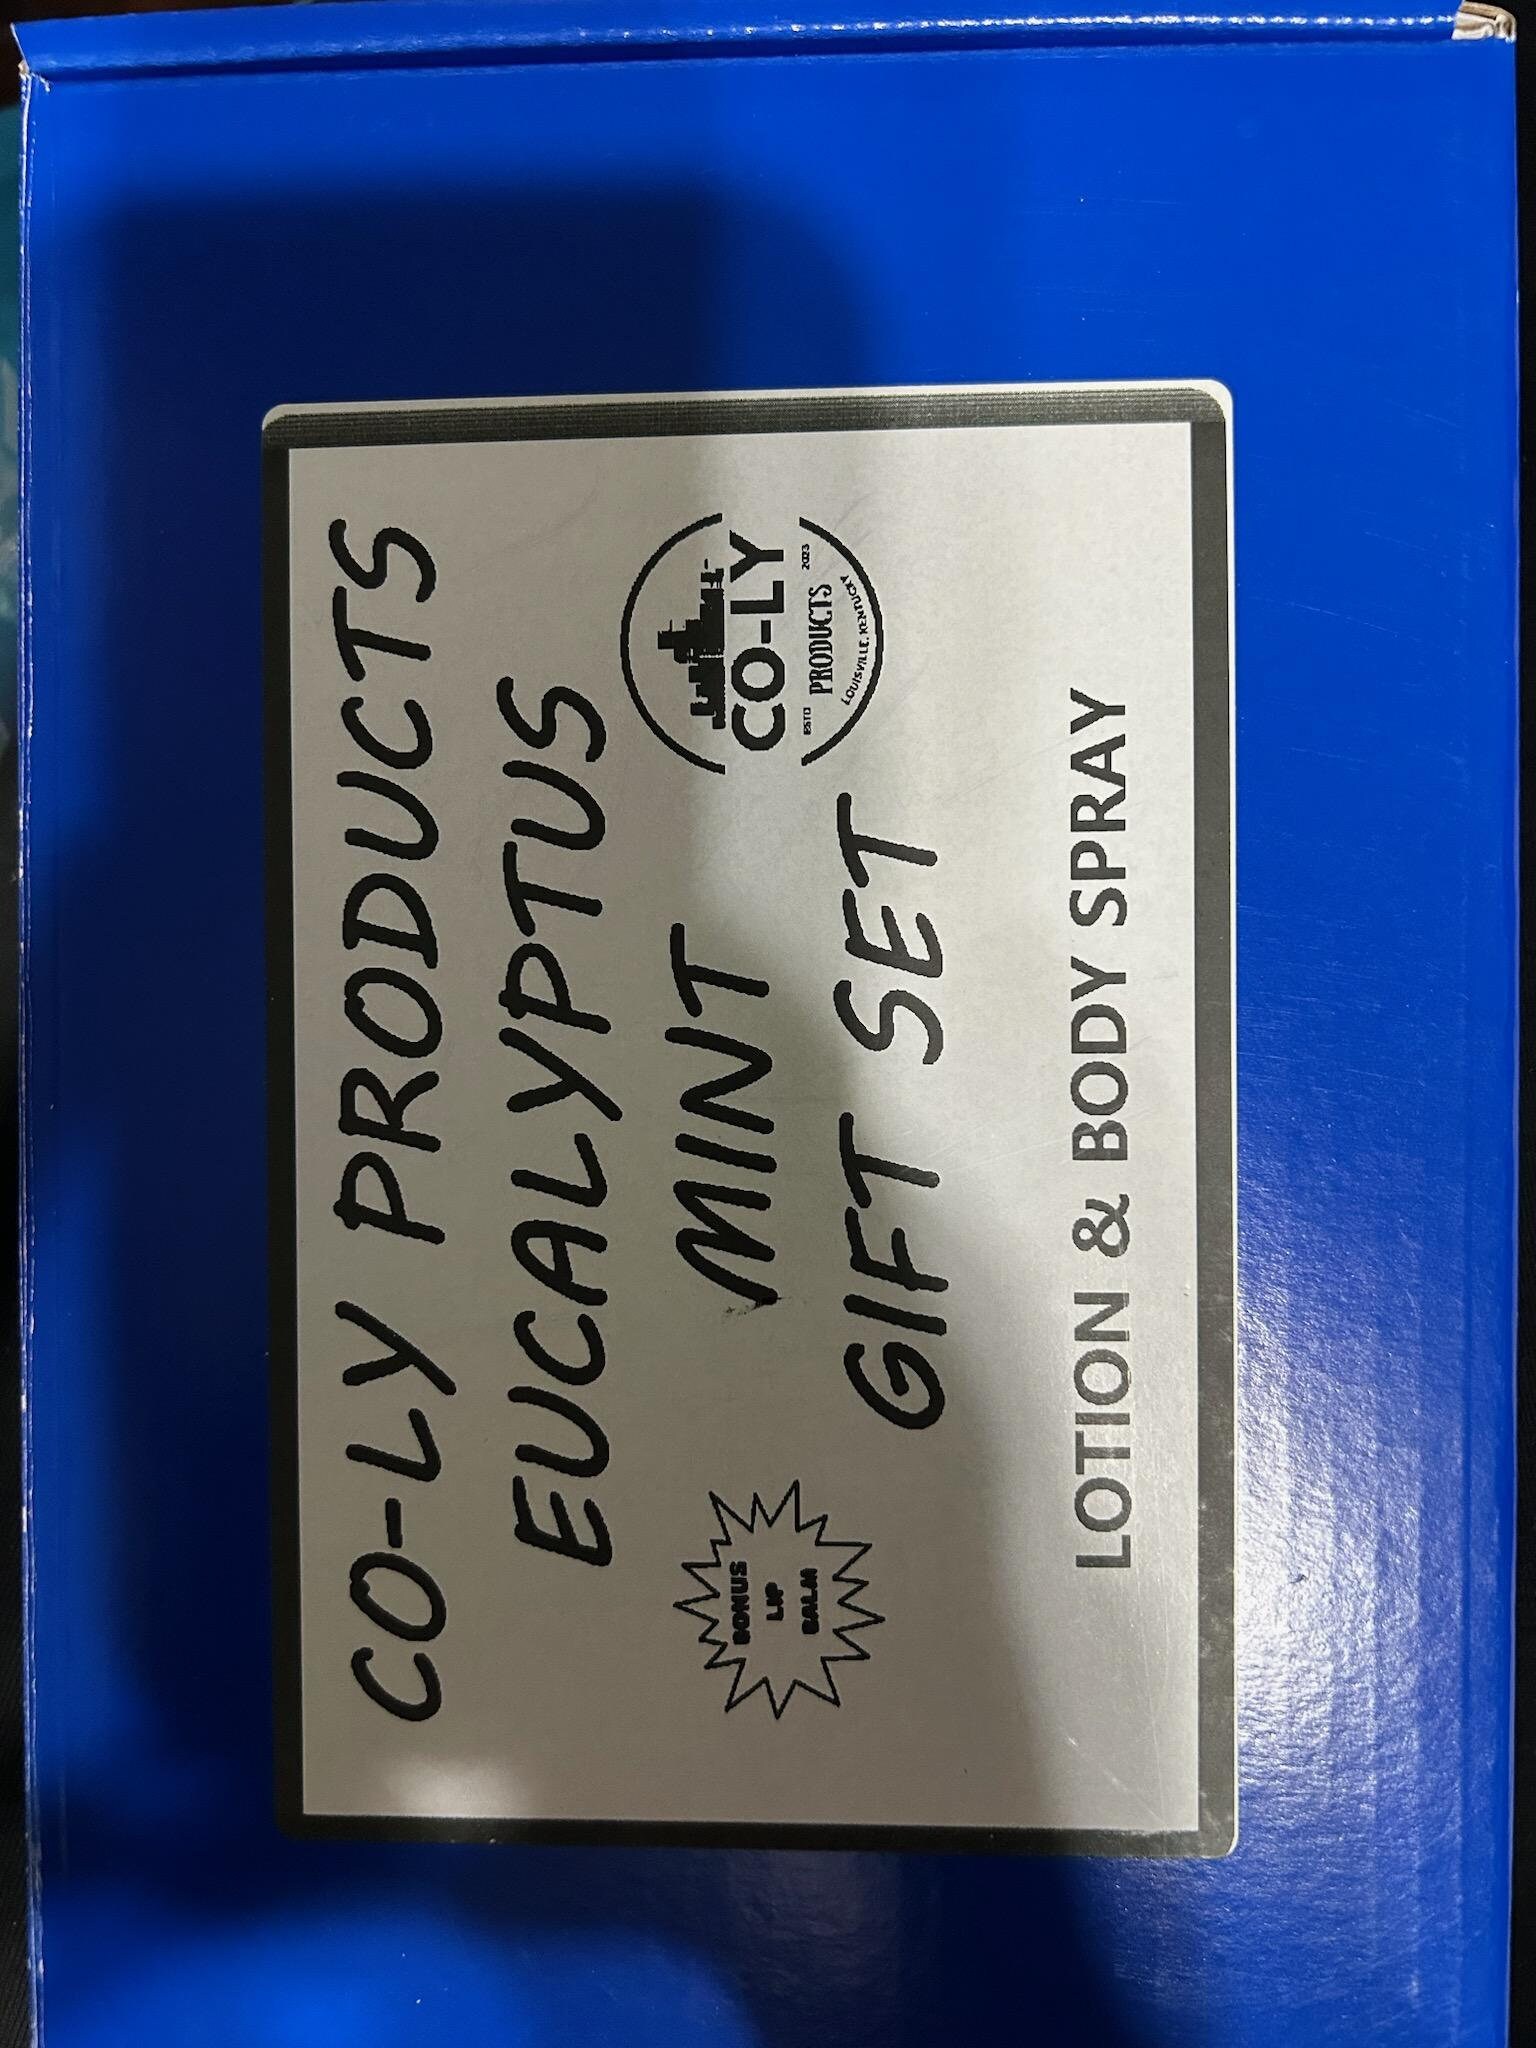 CO-LY PRODUCTS
EUCALYPTUS
MINT
GIFT SET
BONUS
LIP
BALM
CO-LY
ESTD PRODUCTS 2023
LOUISVILLE, KENTUCKY
LOTION & BODY SPRAY